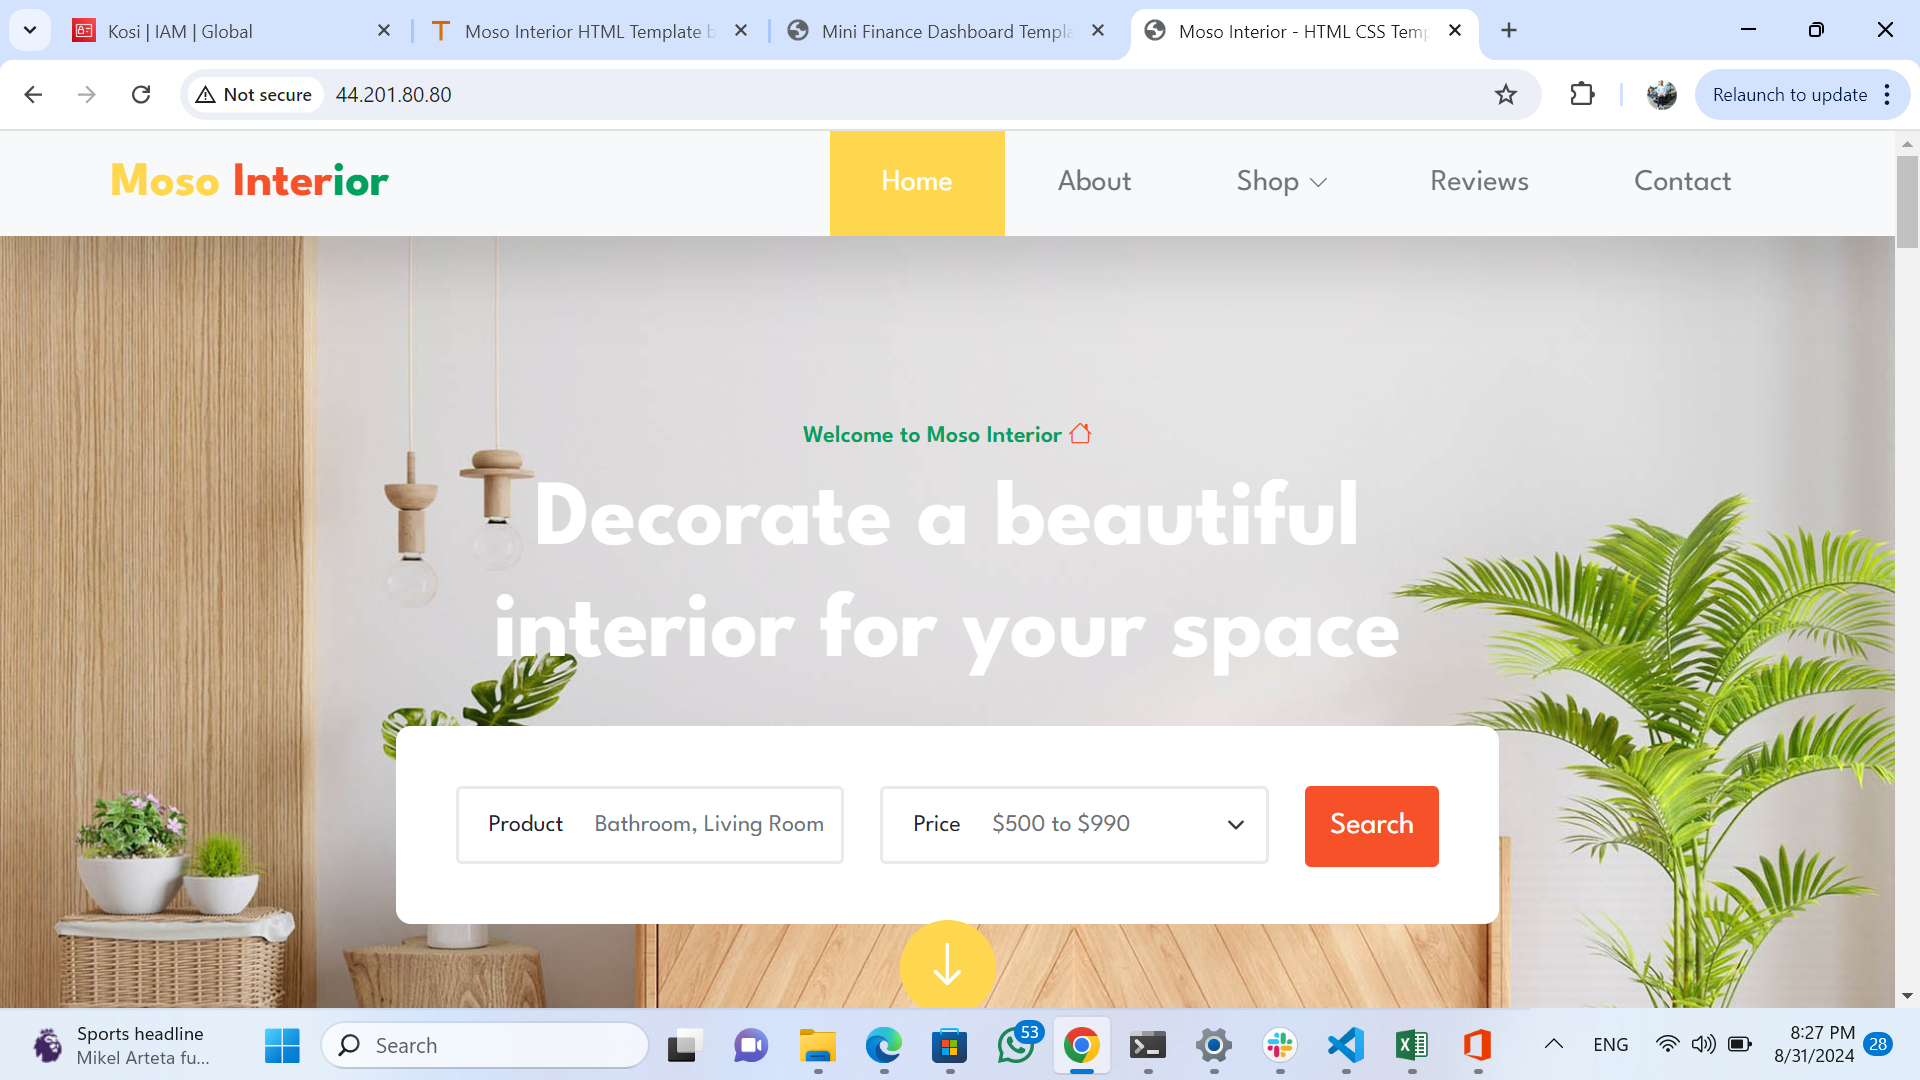 Kosi | IAM | Global
Moso Interior HTML Template b
Mini Finance Dashboard Templa
Moso Interior - HTML CSS Temp
Not secure
44.201.80.80
Relaunch to update
Moso Interior
Home
About
Shop
Reviews
Contact
Welcome to Moso Interior
Decorate a beautiful
interior for your space
Product
Bathroom, Living Room
Price
$500 to $990
Search
Sports headline
Mikel Arteta fu...
Search
53
ENG
8:27 PM
8/31/2024
28